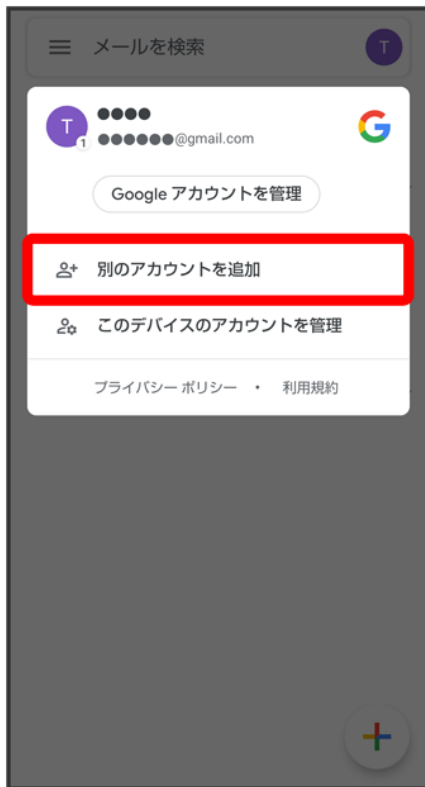 メールを検索
T
T
●●●●
1
●●●●●●@gmail.com
G
Google アカウントを管理
別のアカウントを追加
このデバイスのアカウントを管理
プライバシー ポリシー ・ 利用規約